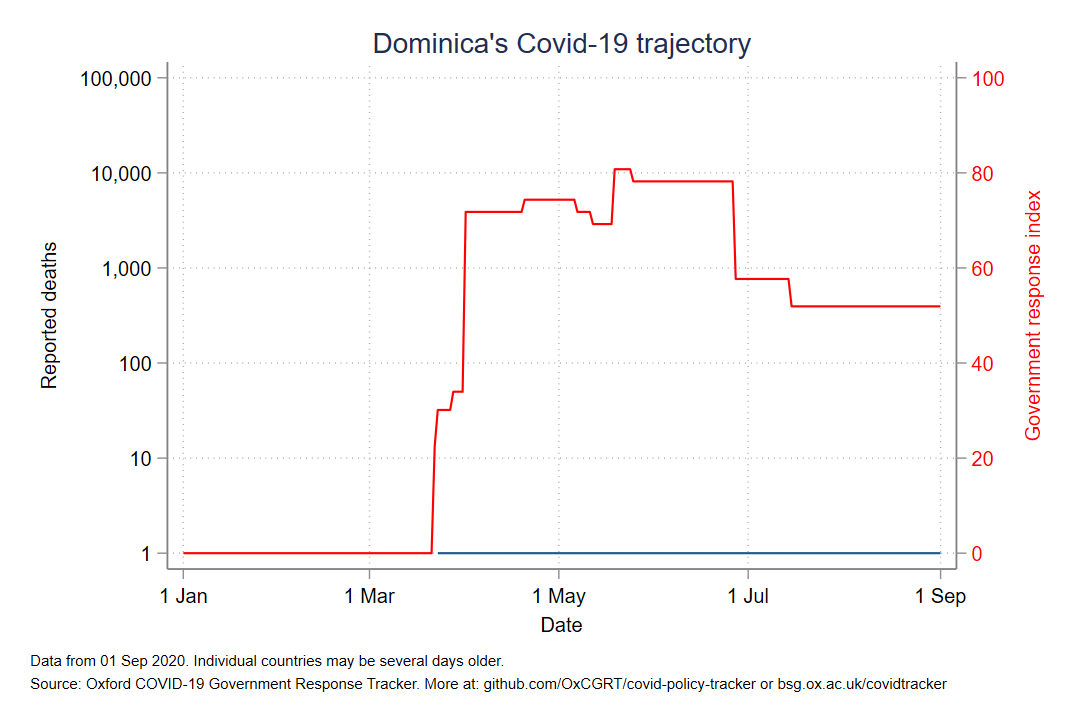 Dominica's Covid-19 trajectory
100,000
10,000
1,000
100
10
1
Reported deaths
100
80
60
40
20
0
Government response index
1 Jan
1 Mar
1 May
1 Jul
1 Sep
Date
Data from 01 Sep 2020. Individual countries may be several days older.
Source: Oxford COVID-19 Government Response Tracker. More at: github.com/OxCGRT/covid-policy-tracker or bsg.ox.ac.uk/covidtracker